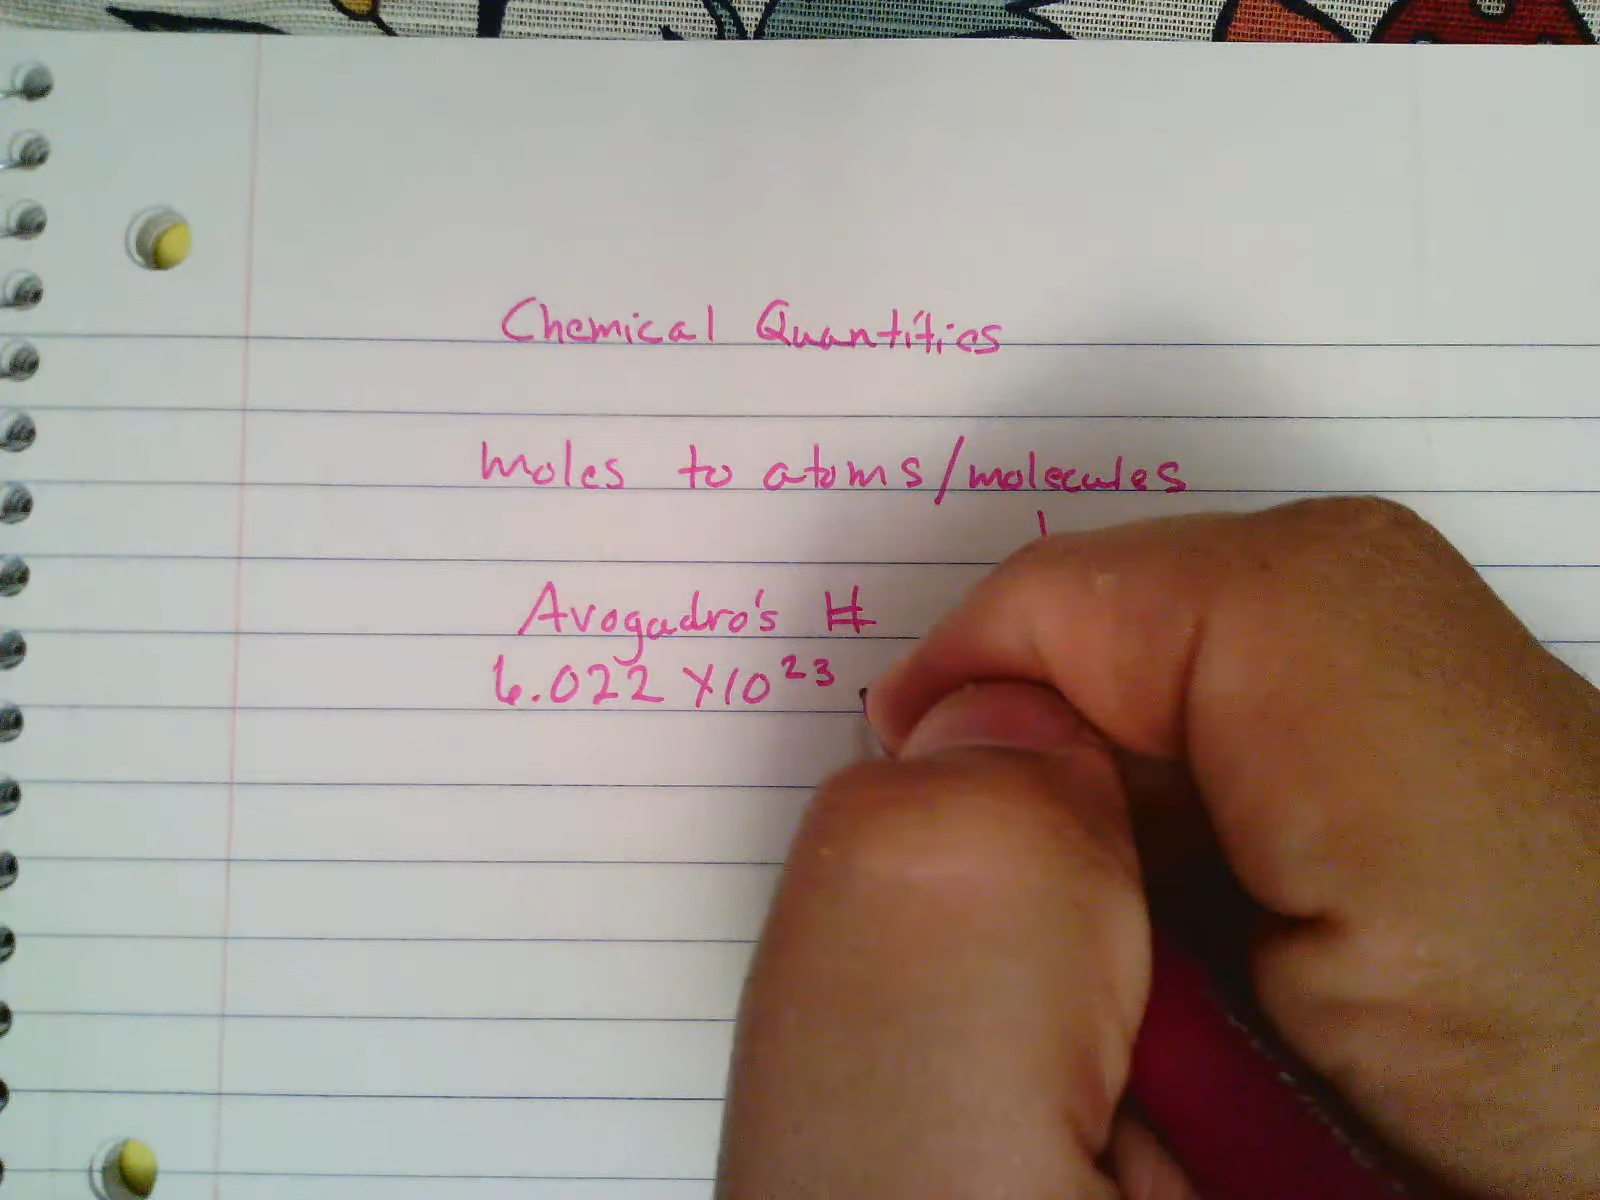 Chemical Quantities
moles to atoms/molecules
Avogadro's #
6.022 X10²³